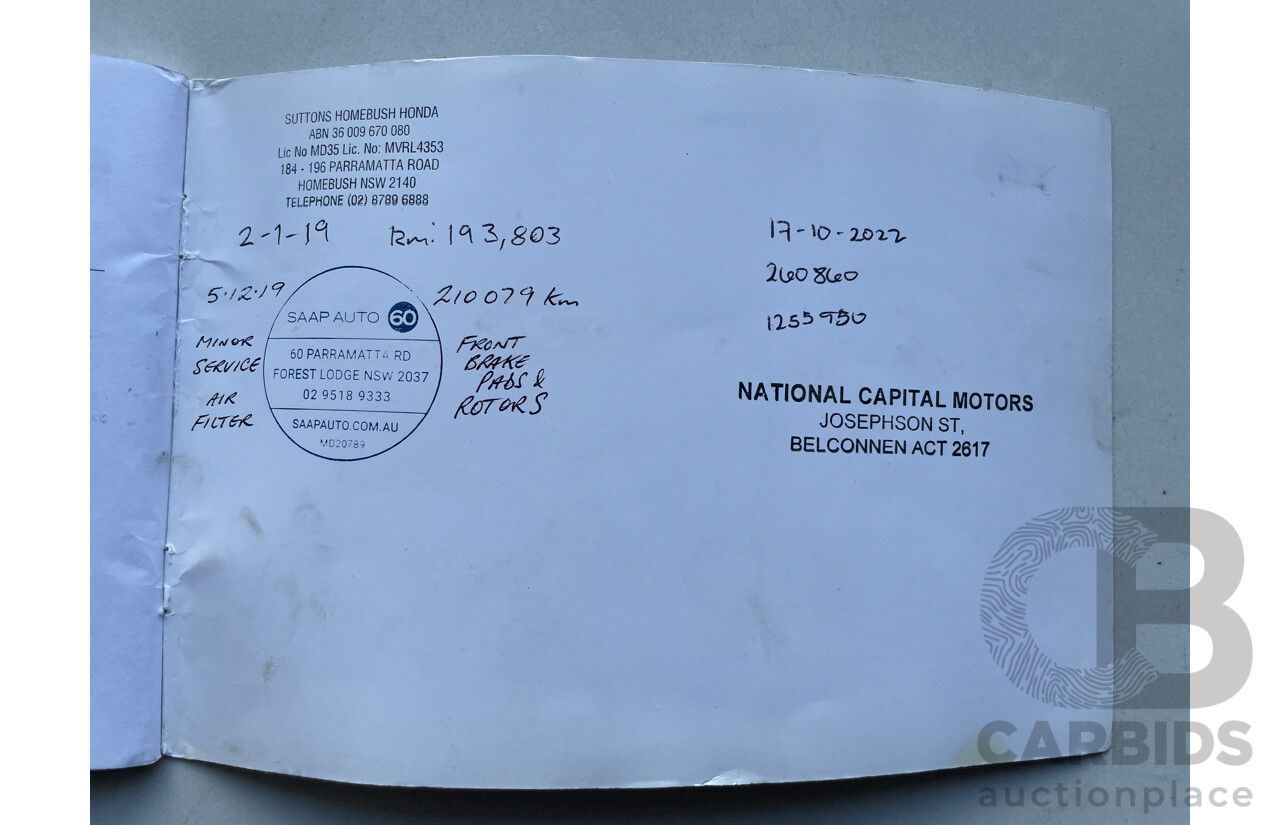 SUTTONS HOMEBUSH HONDA
ABN 36 009 670 080
Lic No MD35 Lic. No: MVRL4353
184 - 196 PARRAMATTA ROAD
HOMEBUSH NSW 2140
TELEPHONE (02) 8789 6888
2-1-19 km: 193,803
5.12.19
210079 km
MINOR
SERVICE
AIR
FILTER
SAAP AUTO 60
60 PARRAMATTA RD
FOREST LODGE NSW 2037
02 9518 9333
SAAPAUTO.COM.AU
MD20789
FRONT
BRAKE
PADS &
ROTORS
17-10-2022
260860
1255950
NATIONAL CAPITAL MOTORS
JOSEPHSON ST,
BELCONNEN ACT 2617
CB
CARBIDS
auctionplace